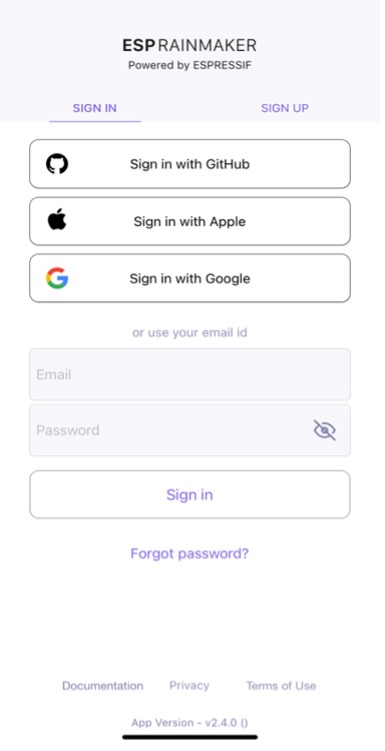 ESPRAINMAKER
Powered by ESPRESSIF
SIGN IN SIGN UP
Sign in with GitHub
Sign in with Apple
Sign in with Google
or use your email id
Email
Password
Sign in
Forgot password?
Documentation Privacy Terms of Use
App Version - v2.4.0 ()